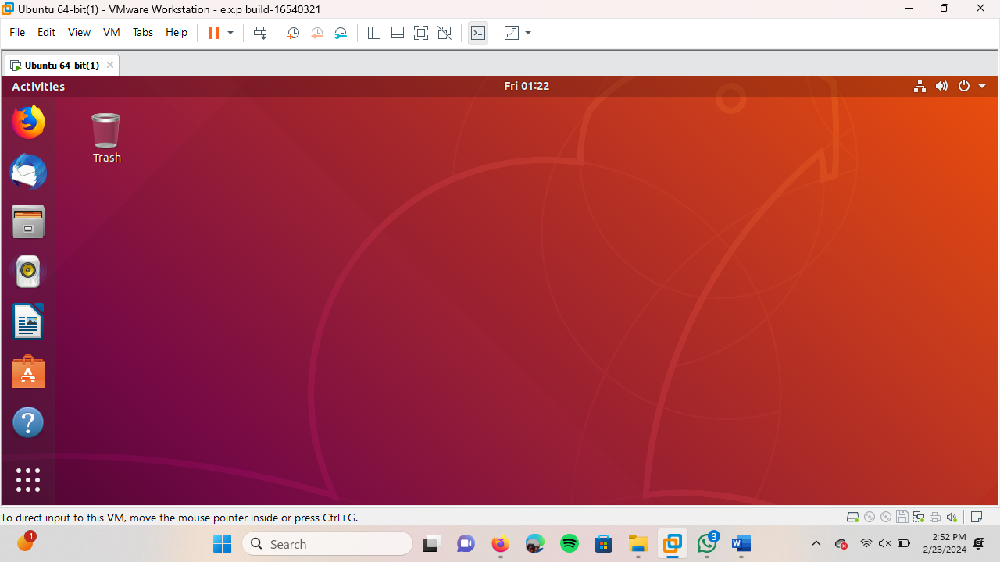 Ubuntu 64-bit(1) - VMware Workstation - e.x.p build-16540321
File Edit View VM Tabs Help
Ubuntu 64-bit(1)
Activities
Fri 01:22
Trash
To direct input to this VM, move the mouse pointer inside or press Ctrl+G.
1
Search
3
2:52 PM
2/23/2024